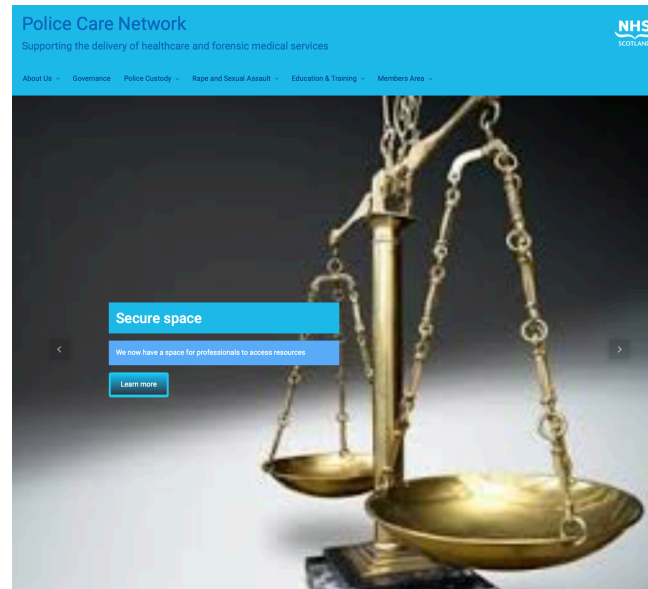 Police Care Network
Supporting the delivery of healthcare and forensic medical services
NHS
SCOTLAND
About Us Governance Police Custody Rape and Sexual Assault Education & Training Members Area
Secure space
We now have a space for professionals to access resources
Learn more